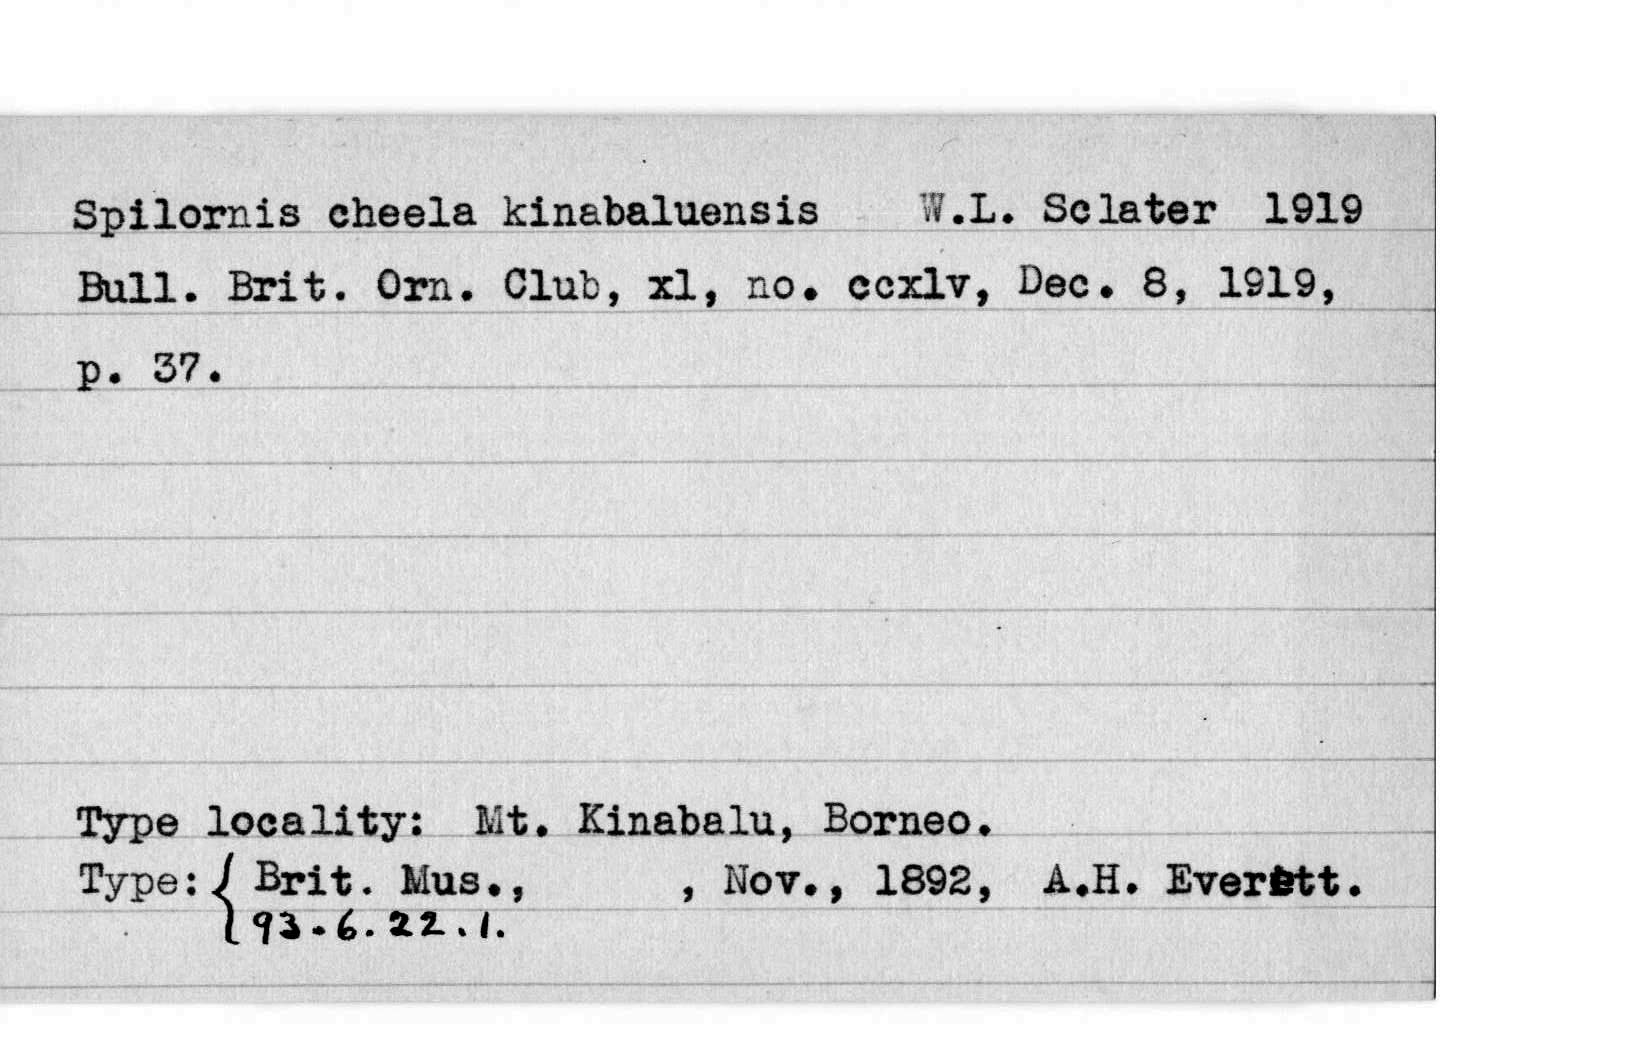 Spilornis cheela kinabaluensis W.L. Sclater 1919
Bull. Brit. Orn. Club, xl, no. ccxlv, Dec. 8, 1919,
p. 37.
Type locality: Mt. Kinabalu, Borneo.
Type: { Brit. Mus., , Nov., 1892, A.H. Everett.
93.6.22.1.